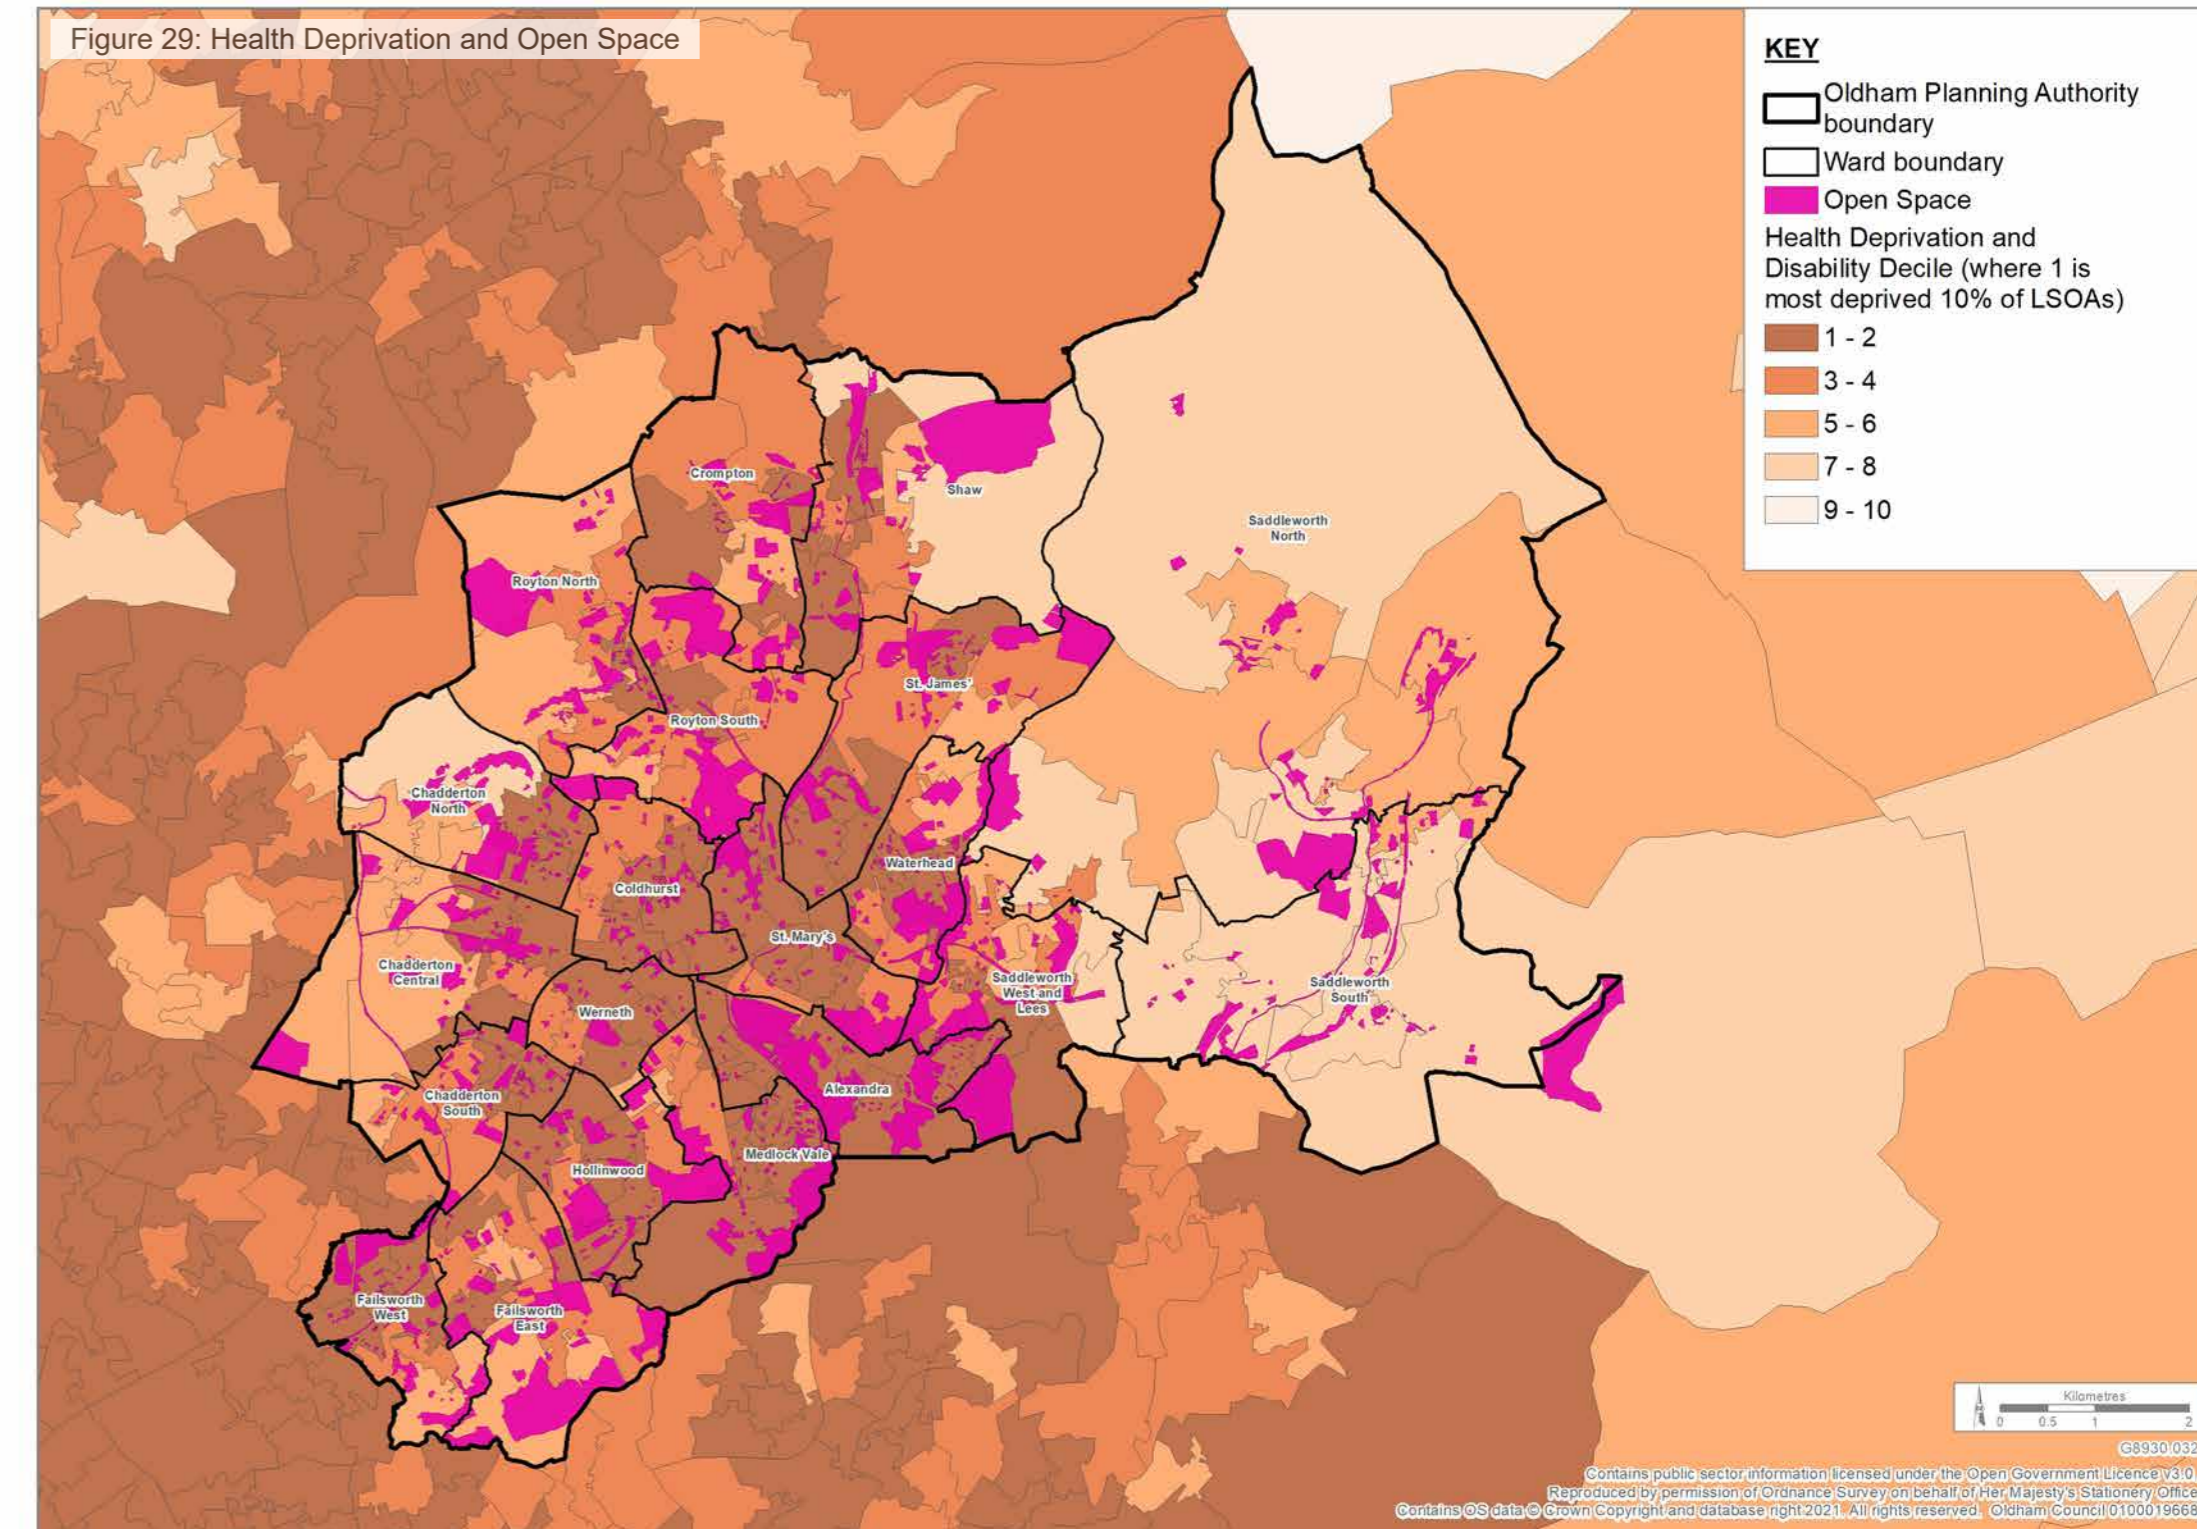 Figure 29: Health Deprivation and Open Space
KEY
Oldham Planning Authority
boundary
Ward boundary
Open Space
Health Deprivation and
Disability Decile (where 1 is
most deprived 10% of LSOAs)
1 - 2
3 - 4
5 - 6
7 - 8
9 - 10
Crompton
Shaw
Saddleworth
North
Royton North
St. James'
Royton South
Chadderton
North
Waterhead
Coldhurst
St. Mary's
Chadderton
Central
Saddleworth
West and
Lees
Saddleworth
South
Werneth
Alexandra
Chadderton
South
Medlock Vale
Hollinwood
Failsworth
West
Failsworth
East
Kilometres
0 0.5 1 2
G8930.032
Contains public sector information licensed under the Open Government Licence v3.0
Reproduced by permission of Ordnance Survey on behalf of Her Majesty's Stationery Office
Contains OS data © Crown Copyright and database right 2021. All rights reserved. Oldham Council 0100019668